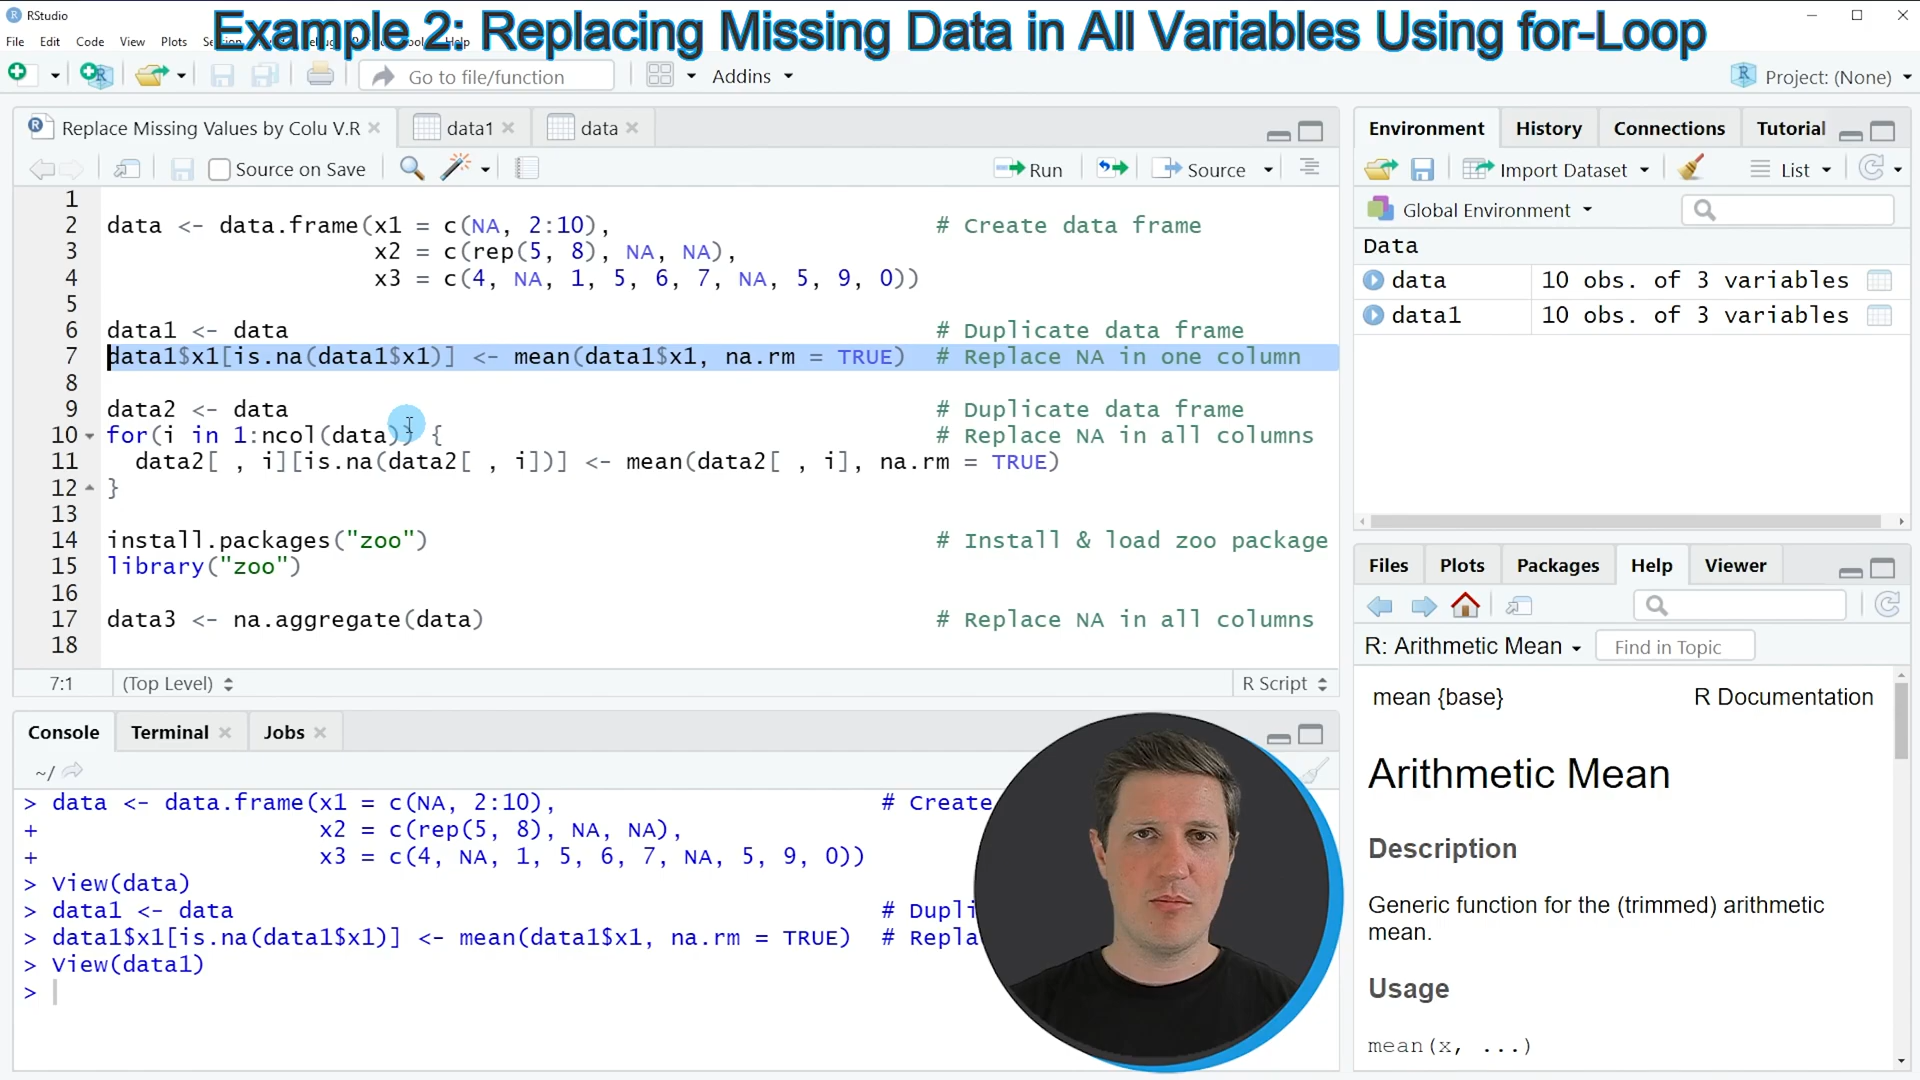 RStudio
Example 2: Replacing Missing Data in All Variables Using for-Loop
File Edit Code View Plots Help
Go to file/function Addins Project: (None)
Replace Missing Values by Colu V.R data1 data
Source on Save Run Source
1
2 data <- data.frame(x1 = c(NA, 2:10), # Create data frame
3 x2 = c(rep(5, 8), NA, NA),
4 x3 = c(4, NA, 1, 5, 6, 7, NA, 5, 9, 0))
5
6 data1 <- data # Duplicate data frame
7 data1$x1[is.na(data1$x1)] <- mean(data1$x1, na.rm = TRUE) # Replace NA in one column
8
9 data2 <- data # Duplicate data frame
10 for(i in 1:ncol(data)) { # Replace NA in all columns
11 data2[ , i][is.na(data2[ , i])] <- mean(data2[ , i], na.rm = TRUE)
12 }
13
14 install.packages("zoo") # Install & load zoo package
15 library("zoo")
16
17 data3 <- na.aggregate(data) # Replace NA in all columns
18
7:1 (Top Level) R Script
Console Terminal Jobs
~/
> data <- data.frame(x1 = c(NA, 2:10), # Create
+ x2 = c(rep(5, 8), NA, NA),
+ x3 = c(4, NA, 1, 5, 6, 7, NA, 5, 9, 0))
> View(data)
> data1 <- data # Dupli
> data1$x1[is.na(data1$x1)] <- mean(data1$x1, na.rm = TRUE) # Repla
> View(data1)
>
Environment History Connections Tutorial
Import Dataset List
Global Environment
Data
data 10 obs. of 3 variables
data1 10 obs. of 3 variables
Files Plots Packages Help Viewer
R: Arithmetic Mean Find in Topic
mean {base} R Documentation
Arithmetic Mean
Description
Generic function for the (trimmed) arithmetic
mean.
Usage
mean(x, ...)